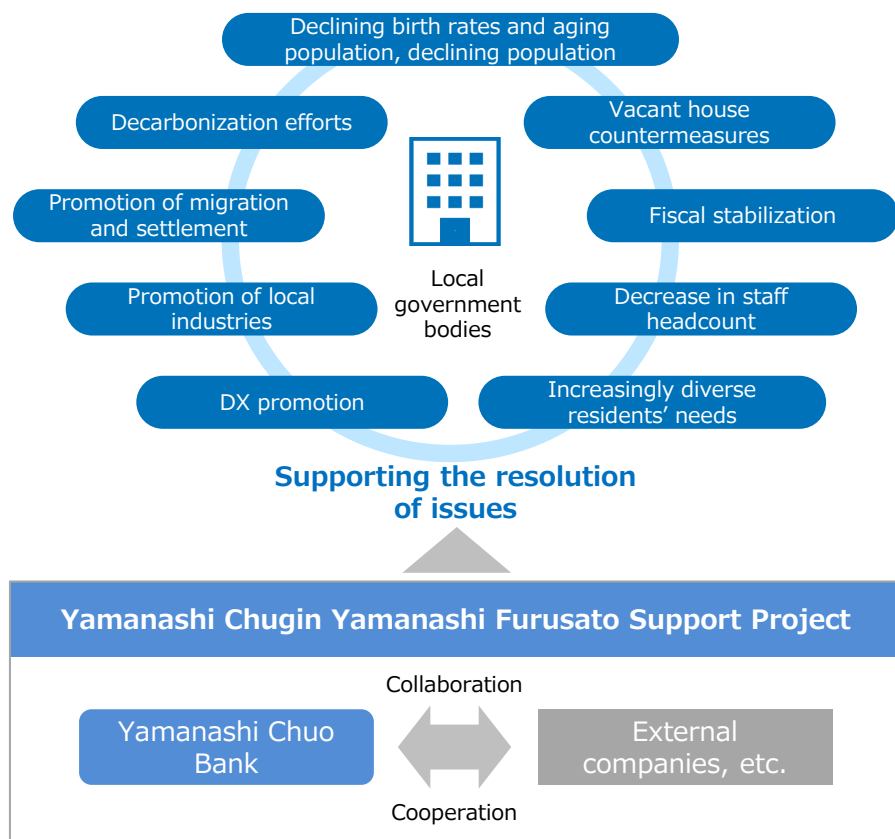 Declining birth rates and aging
population, declining population
Decarbonization efforts
Vacant house
countermeasures
Promotion of migration
and settlement
Fiscal stabilization
Local
government
bodies
Promotion of local
industries
Decrease in staff
headcount
DX promotion
Increasingly diverse
residents’ needs
Supporting the resolution
of issues
Yamanashi Chugin Yamanashi Furusato Support Project
Collaboration
Yamanashi Chuo
Bank
External
companies, etc.
Cooperation